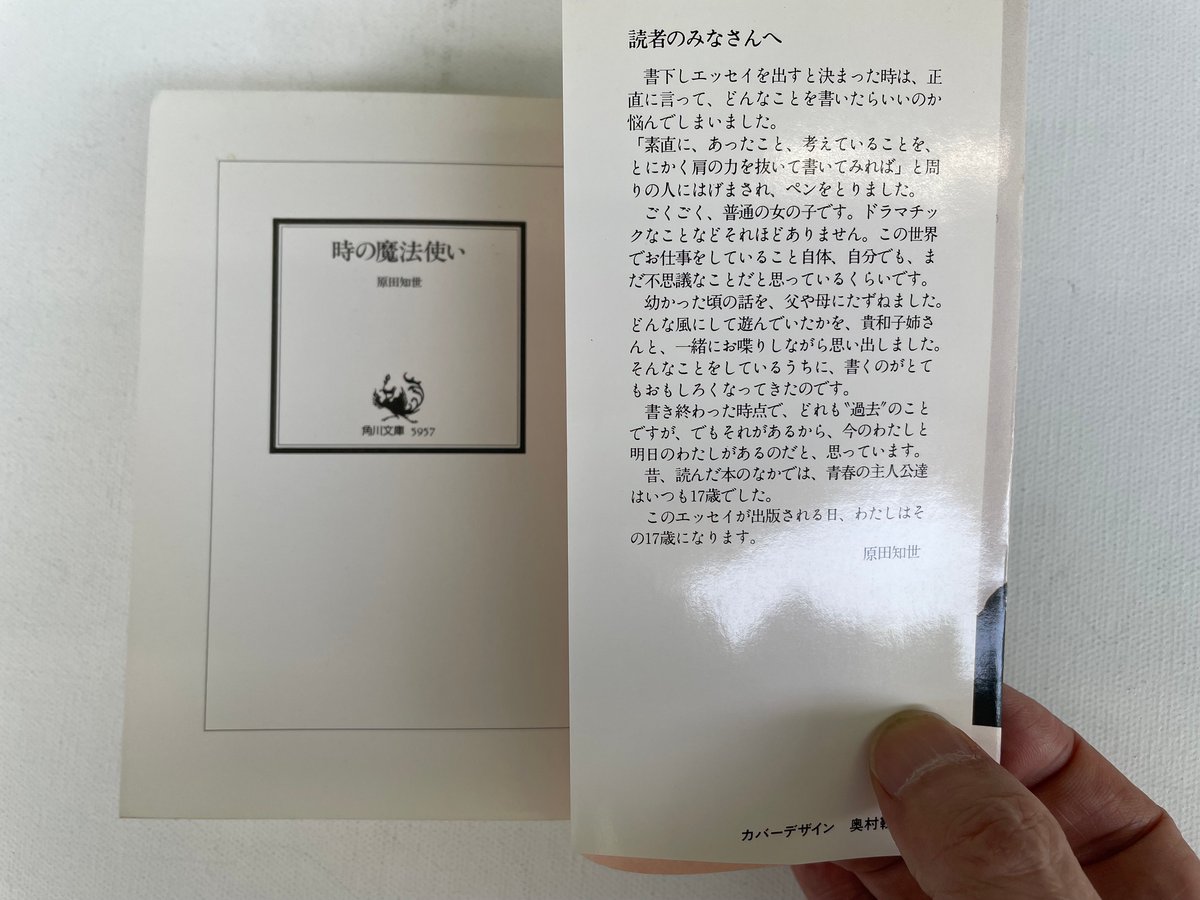 時の魔法使い
原田知世
角川文庫 5957
読者のみなさんへ
書下しエッセイを出すと決まった時は、正
直に言って、どんなことを書いたらいいのか
悩んでしまいました。
「素直に、あったこと、考えていることを、
とにかく肩の力を抜いて書いてみれば」と周
りの人にはげまされ、ペンをとりました。
ごくごく、普通の女の子です。ドラマチッ
クなことなどそれほどありません。この世界
でお仕事をしていること自体、自分でも、ま
だ不思議なことだと思っているくらいです。
幼かった頃の話を、父や母にたずねました。
どんな風にして遊んでいたかを、貴和子姉さ
んと、一緒にお喋りしながら思い出しました。
そんなことをしているうちに、書くのがとて
もおもしろくなってきたのです。
書き終わった時点で、どれも〝過去〟のこと
ですが、でもそれがあるから、今のわたしと
明日のわたしがあるのだと、思っています。
昔、読んだ本のなかでは、青春の主人公達
はいつも17歳でした。
このエッセイが出版される日、わたしはそ
の17歳になります。
原田知世
カバーデザイン 奥村